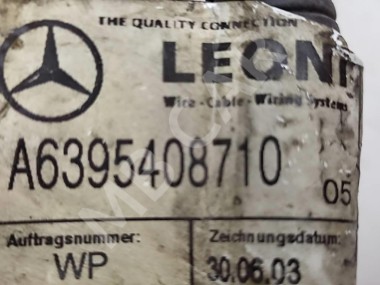 THE QUALITY CONNECTION
LEONI
Wire - Cable - Wiring Systems
A6395408710 05
Auftragsnummer: Zeichnungsdatum:
WP 30.06.03